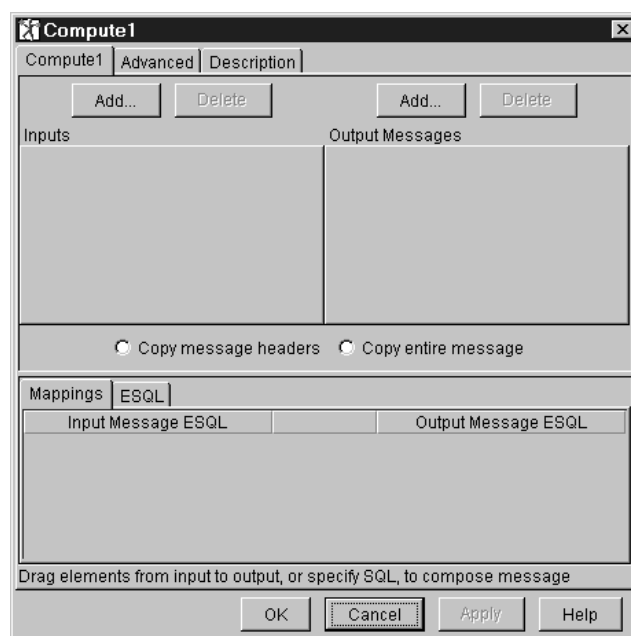 Compute1
Compute1 Advanced Description
Add... Delete Add... Delete
Inputs Output Messages
Copy message headers Copy entire message
Mappings ESQL
Input Message ESQL Output Message ESQL
Drag elements from input to output, or specify SQL, to compose message
OK Cancel Apply Help